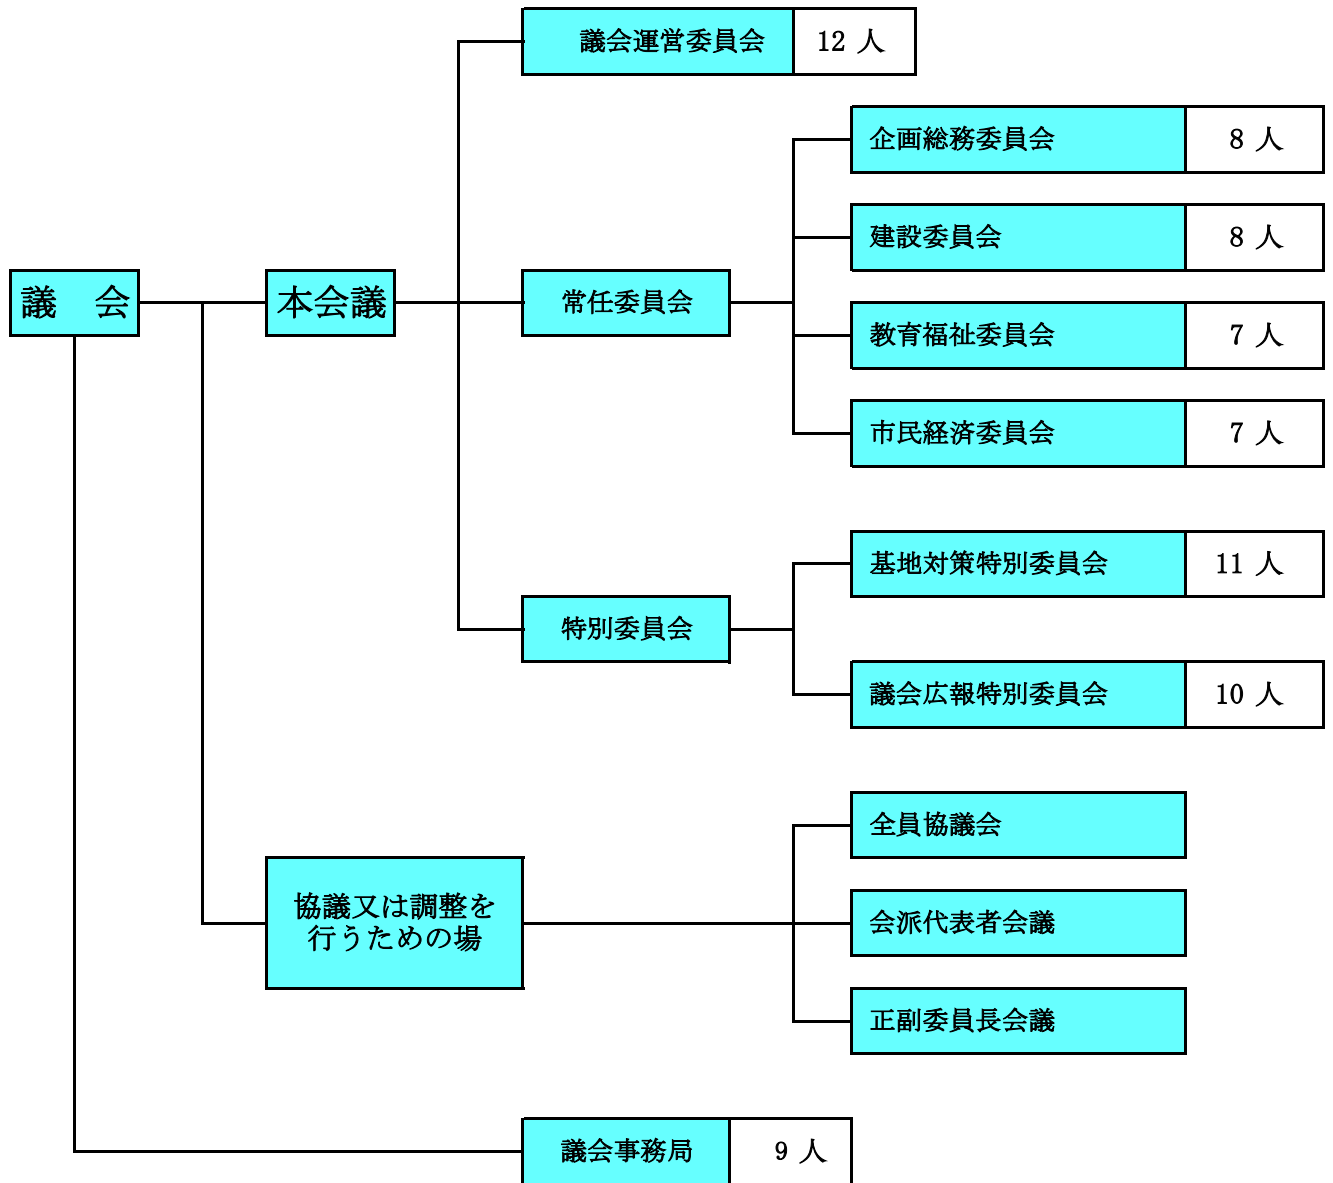 議会運営委員会 12 人
企画総務委員会 8 人
建設委員会 8 人
議 会
本会議
常任委員会
教育福祉委員会 7 人
市民経済委員会 7 人
基地対策特別委員会 11 人
特別委員会
議会広報特別委員会 10 人
全員協議会
協議又は調整を
行うための場
会派代表者会議
正副委員長会議
議会事務局 9 人